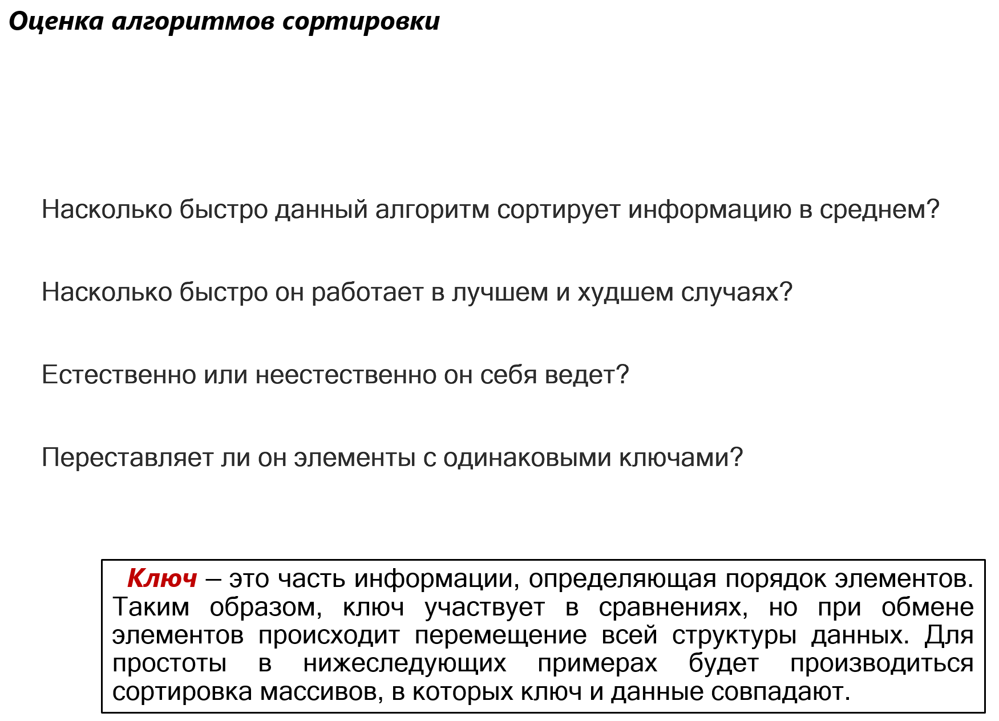 Оценка алгоритмов сортировки
Насколько быстро данный алгоритм сортирует информацию в среднем?
Насколько быстро он работает в лучшем и худшем случаях?
Естественно или неестественно он себя ведет?
Переставляет ли он элементы с одинаковыми ключами?
Ключ – это часть информации, определяющая порядок элементов.
Таким образом, ключ участвует в сравнениях, но при обмене
элементов происходит перемещение всей структуры данных. Для
простоты в нижеследующих примерах будет производиться
сортировка массивов, в которых ключ и данные совпадают.